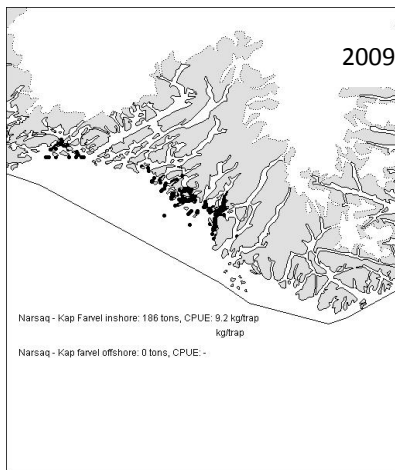 2009
Narsaq - Kap Farvel inshore: 186 tons, CPUE: 9.2 kg/trap
kg/trap
Narsaq - Kap farvel offshore: 0 tons, CPUE: -